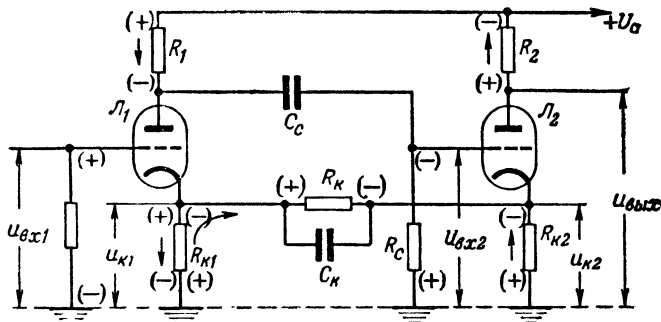 (+) (−) +Uа
R₁ R₂
(−) (+)
Л₁ Л₂
Cс
(+) (−)
(+) Rк (−)
uвх1 uк1 (+) (−) Rк1 (−) (+) Cк Rс (+) uвх2 (−) Rк2 (+) uк2 uвых
(−)